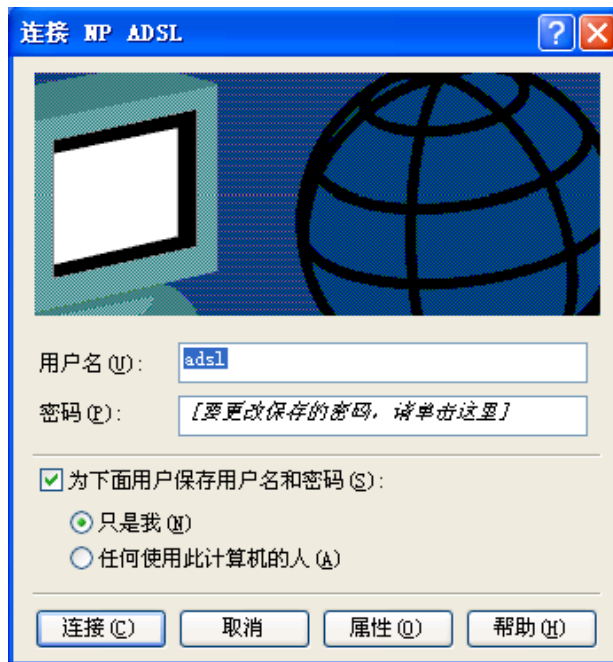 连接 NP ADSL
用户名(U):
adsl
密码(P):
[要更改保存的密码，请单击这里]
为下面用户保存用户名和密码(S):
只是我(N)
任何使用此计算机的人(A)
连接(C) 取消 属性(O) 帮助(H)